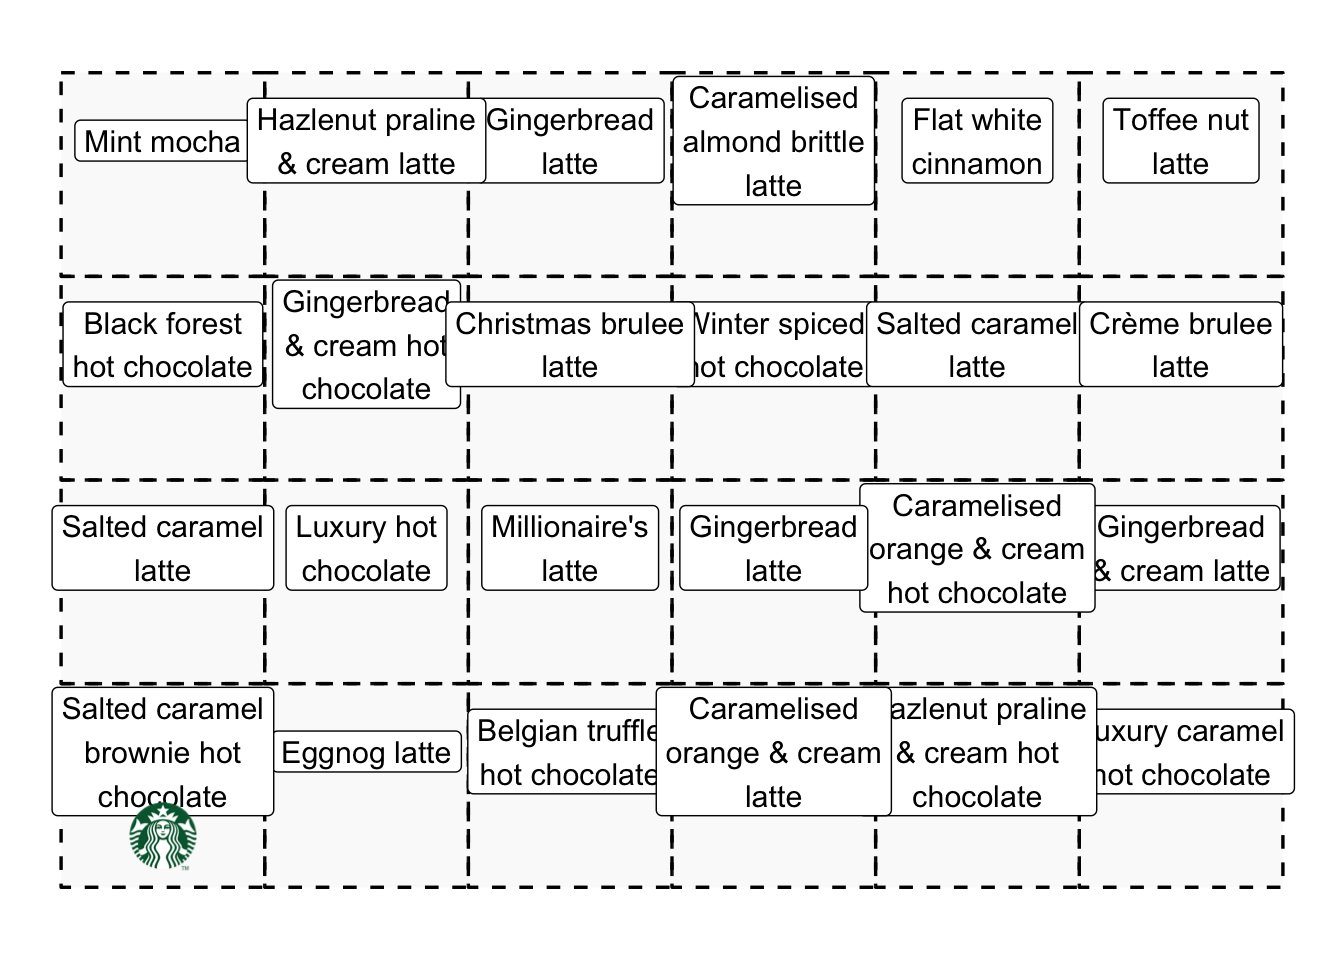 Mint mocha
Hazlenut praline
& cream latte
Gingerbread
latte
Caramelised
almond brittle
latte
Flat white
cinnamon
Toffee nut
latte
Black forest
hot chocolate
Gingerbread
& cream hot
chocolate
Christmas brulee
latte
Winter spiced
hot chocolate
Salted caramel
latte
Crème brulee
latte
Salted caramel
latte
Luxury hot
chocolate
Millionaire's
latte
Gingerbread
latte
Caramelised
orange & cream
hot chocolate
Gingerbread
& cream latte
Salted caramel
brownie hot
chocolate
TM
Eggnog latte
Belgian truffle
hot chocolate
Caramelised
orange & cream
latte
azlenut praline
& cream hot
chocolate
uxury caramel
hot chocolate